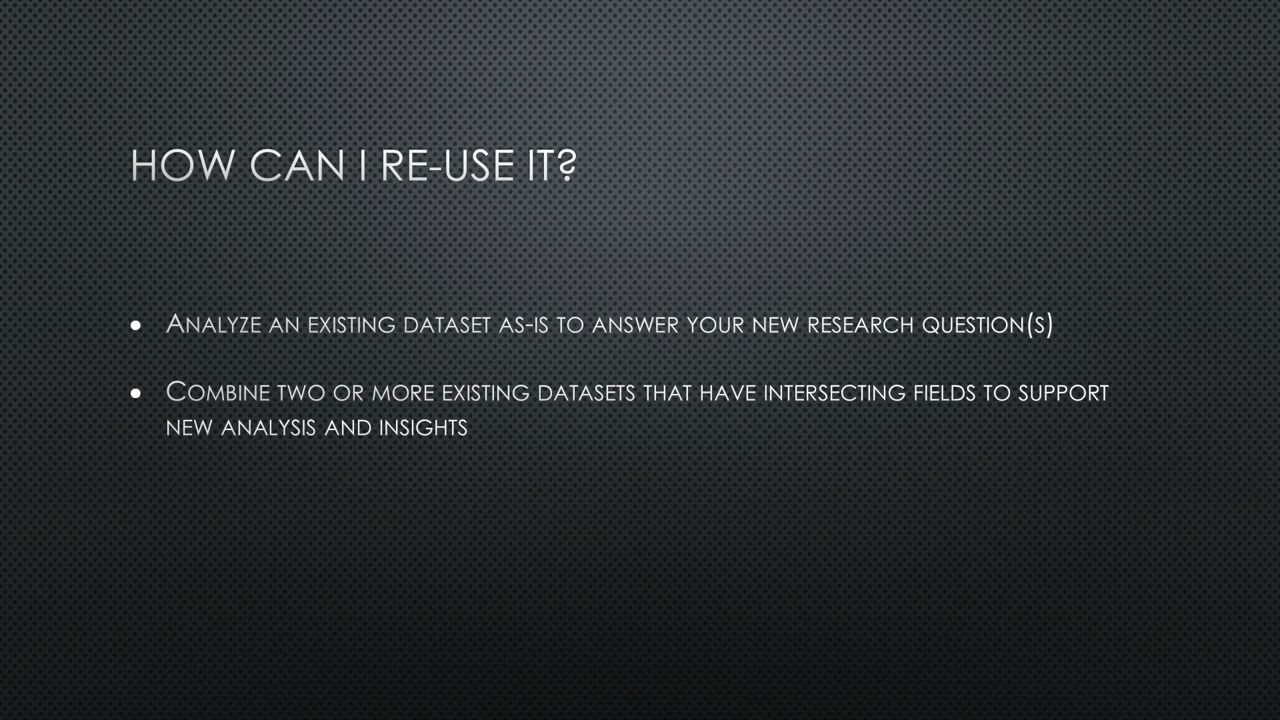 HOW CAN I RE-USE IT?
• ANALYZE AN EXISTING DATASET AS-IS TO ANSWER YOUR NEW RESEARCH QUESTION(S)
• COMBINE TWO OR MORE EXISTING DATASETS THAT HAVE INTERSECTING FIELDS TO SUPPORT
NEW ANALYSIS AND INSIGHTS